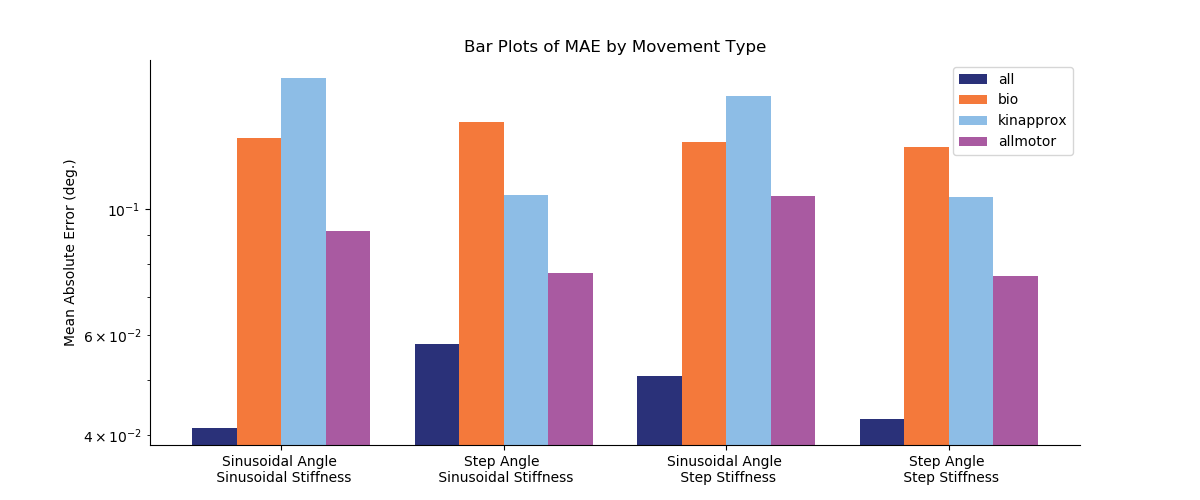 Bar Plots of MAE by Movement Type
all
bio
kinapprox
allmotor
Mean Absolute Error (deg.)
10⁻¹
6 × 10⁻²
4 × 10⁻²
Sinusoidal Angle
Sinusoidal Stiffness
Step Angle
Sinusoidal Stiffness
Sinusoidal Angle
Step Stiffness
Step Angle
Step Stiffness